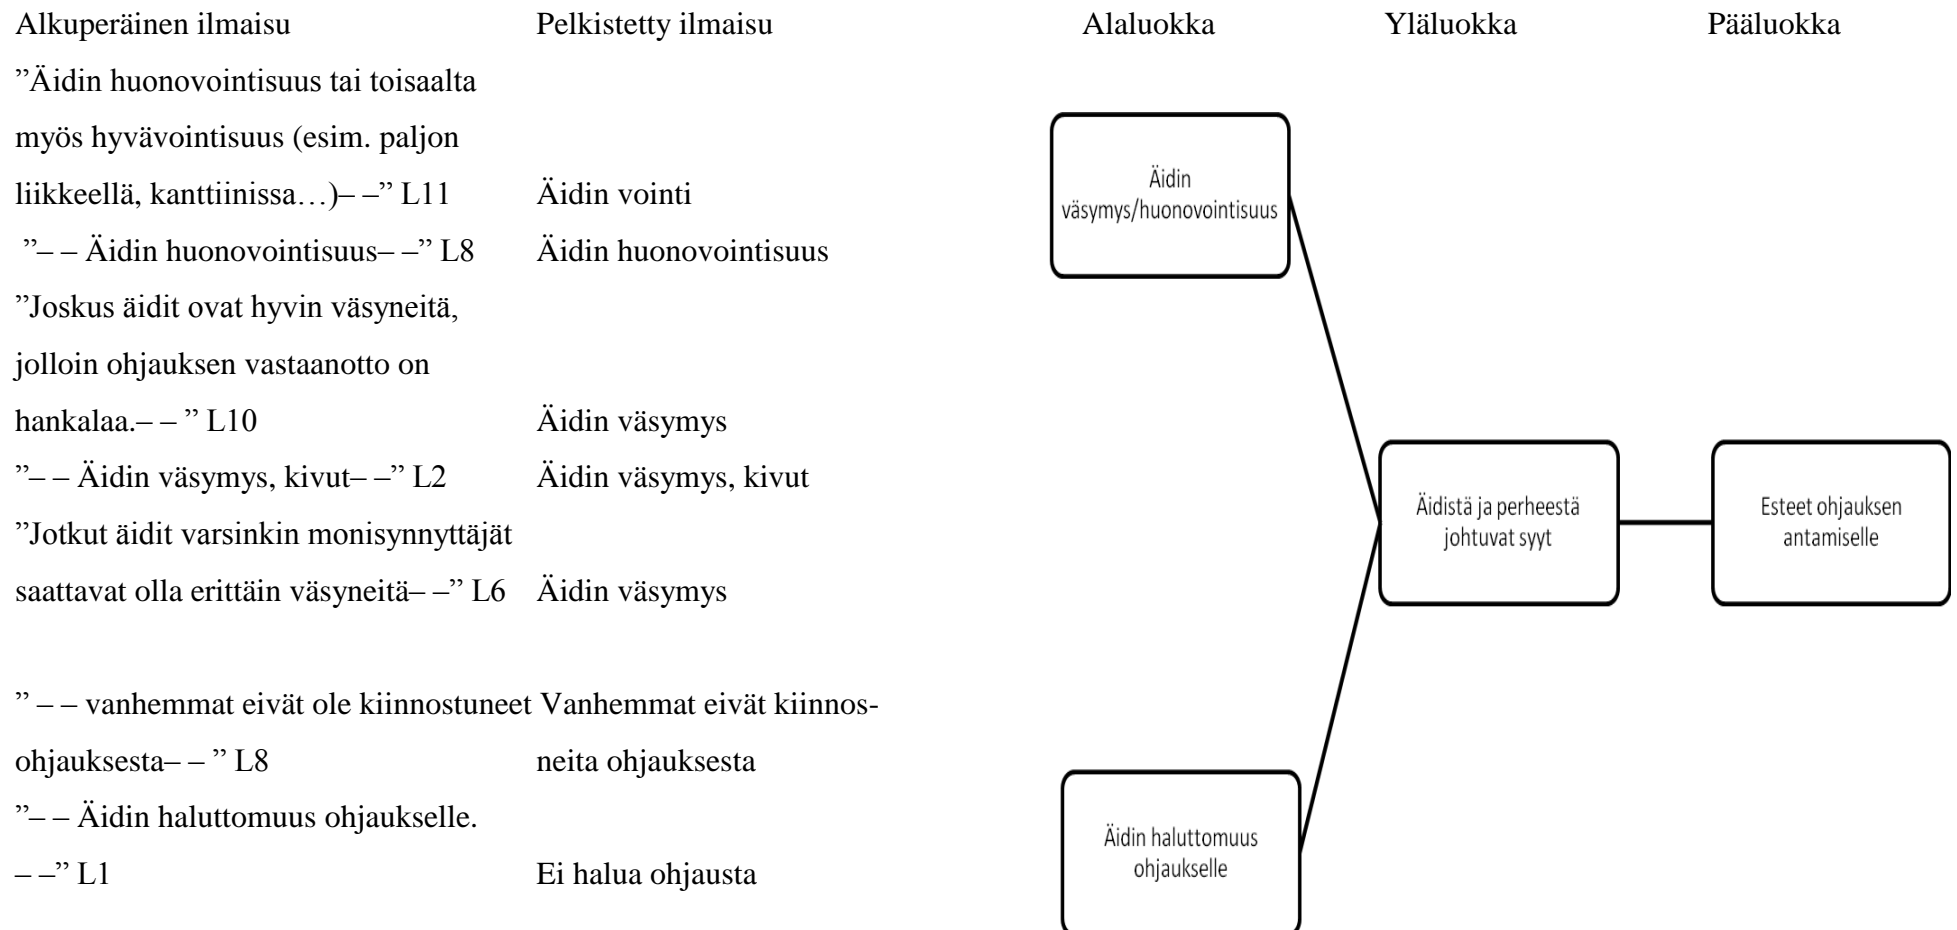 Alkuperäinen ilmaisu Pelkistetty ilmaisu Alaluokka Yläluokka Pääluokka
”Äidin huonovointisuus tai toisaalta
myös hyvävointisuus (esim. paljon
liikkeellä, kanttiinissa…)– –” L11 Äidin vointi
”– – Äidin huonovointisuus– –” L8 Äidin huonovointisuus
”Joskus äidit ovat hyvin väsyneitä,
jolloin ohjauksen vastaanotto on
hankalaa.– – ” L10 Äidin väsymys
”– – Äidin väsymys, kivut– –” L2 Äidin väsymys, kivut
”Jotkut äidit varsinkin monisynnyttäjät
saattavat olla erittäin väsyneitä– –” L6 Äidin väsymys
” – – vanhemmat eivät ole kiinnostuneet Vanhemmat eivät kiinnos-
ohjauksesta– – ” L8 neita ohjauksesta
”– – Äidin haluttomuus ohjaukselle.
– –” L1 Ei halua ohjausta
Äidin
väsymys/huonovointisuus
Äidin haluttomuus
ohjaukselle
Äidistä ja perheestä
johtuvat syyt
Esteet ohjauksen
antamiselle